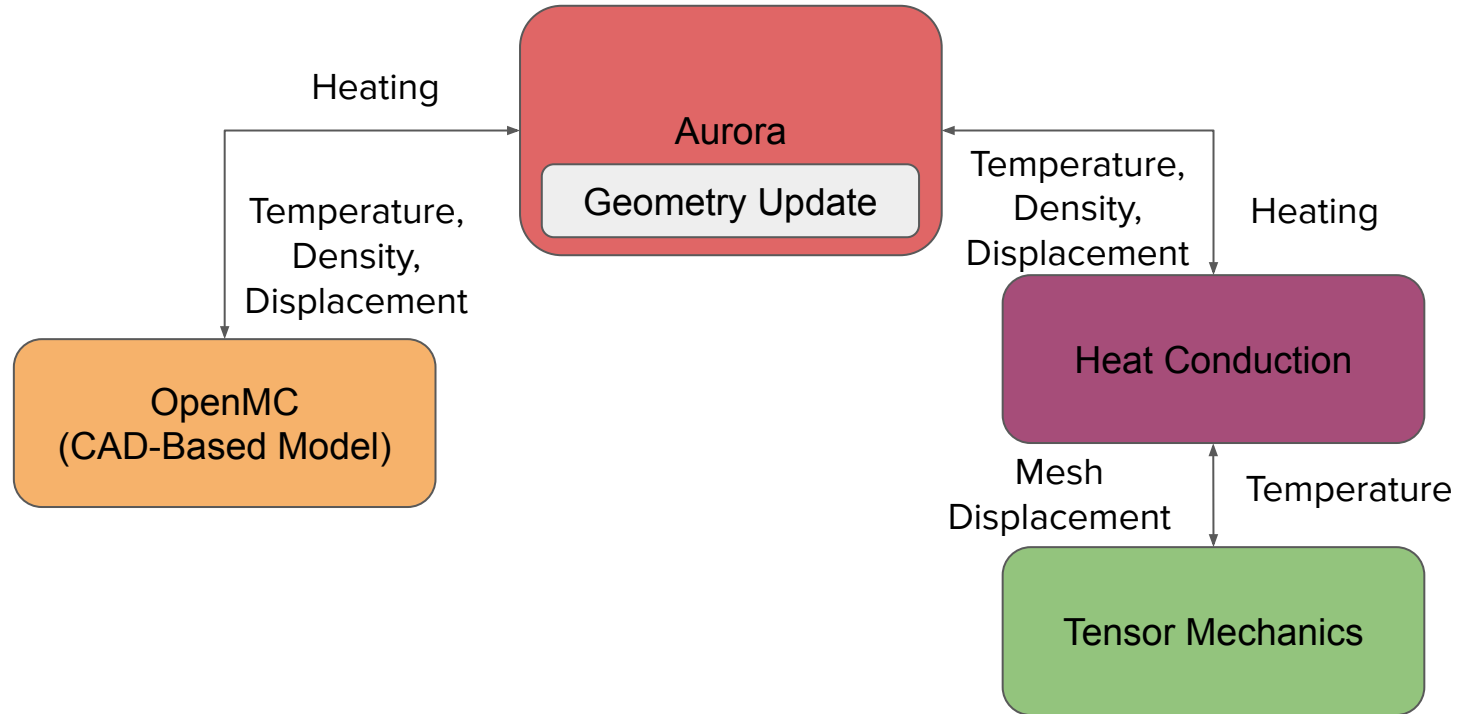 Heating
Aurora
Geometry Update
Temperature,
Density,
Displacement
Temperature,
Density,
Displacement
Heating
OpenMC
(CAD-Based Model)
Heat Conduction
Mesh
Displacement
Temperature
Tensor Mechanics